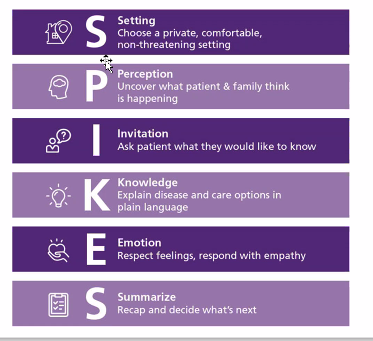 S Setting
Choose a private, comfortable,
non-threatening setting
P Perception
Uncover what patient & family think
is happening
I Invitation
Ask patient what they would like to know
K Knowledge
Explain disease and care options in
plain language
E Emotion
Respect feelings, respond with empathy
S Summarize
Recap and decide what's next